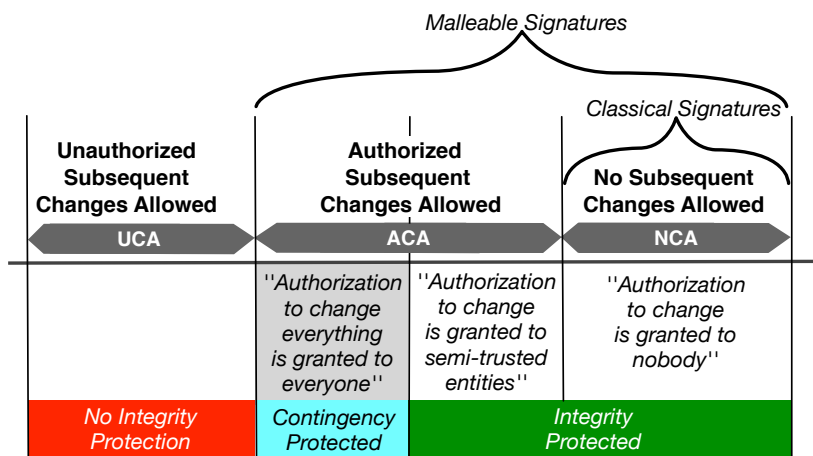 Malleable Signatures
Classical Signatures
Unauthorized
Subsequent
Changes Allowed
Authorized
Subsequent
Changes Allowed
No Subsequent
Changes Allowed
UCA
ACA
NCA
''Authorization
to change
everything
is granted to
everyone''
''Authorization
to change
is granted to
semi-trusted
entities''
''Authorization
to change
is granted to
nobody''
No Integrity
Protection
Contingency
Protected
Integrity
Protected